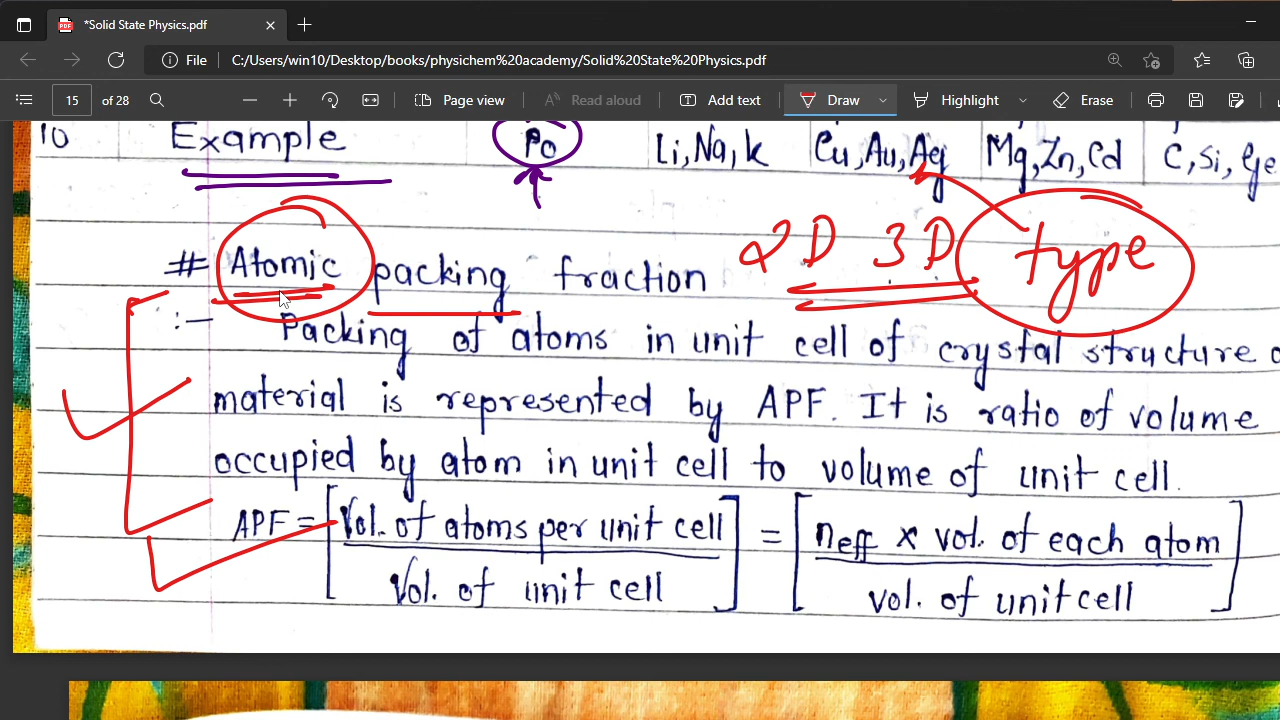 *Solid State Physics.pdf
File C:/Users/win10/Desktop/books/physichem%20academy/Solid%20State%20Physics.pdf
15 of 28 Page view Read aloud Add text Draw Highlight Erase
10 Example Po Li,Na,K Cu,Au,Ag Mg,Zn,Cd C,Si,Ge
2D 3D type
# Atomic packing fraction
:- Packing of atoms in unit cell of crystal structure
material is represented by APF. It is ratio of volume
occupied by atom in unit cell to volume of unit cell.
APF = [Vol. of atoms per unit cell / Vol. of unit cell] = [neff x vol. of each atom / vol. of unit cell]